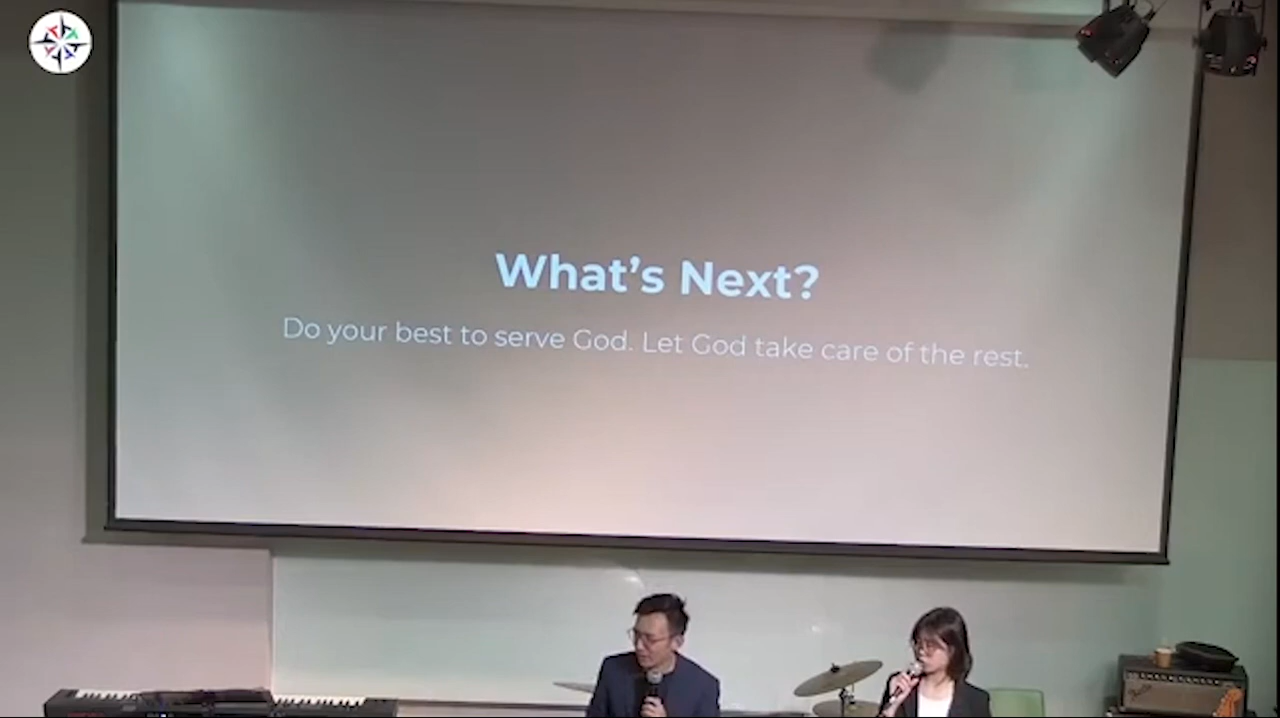 What's Next?
Do your best to serve God. Let God take care of the rest.